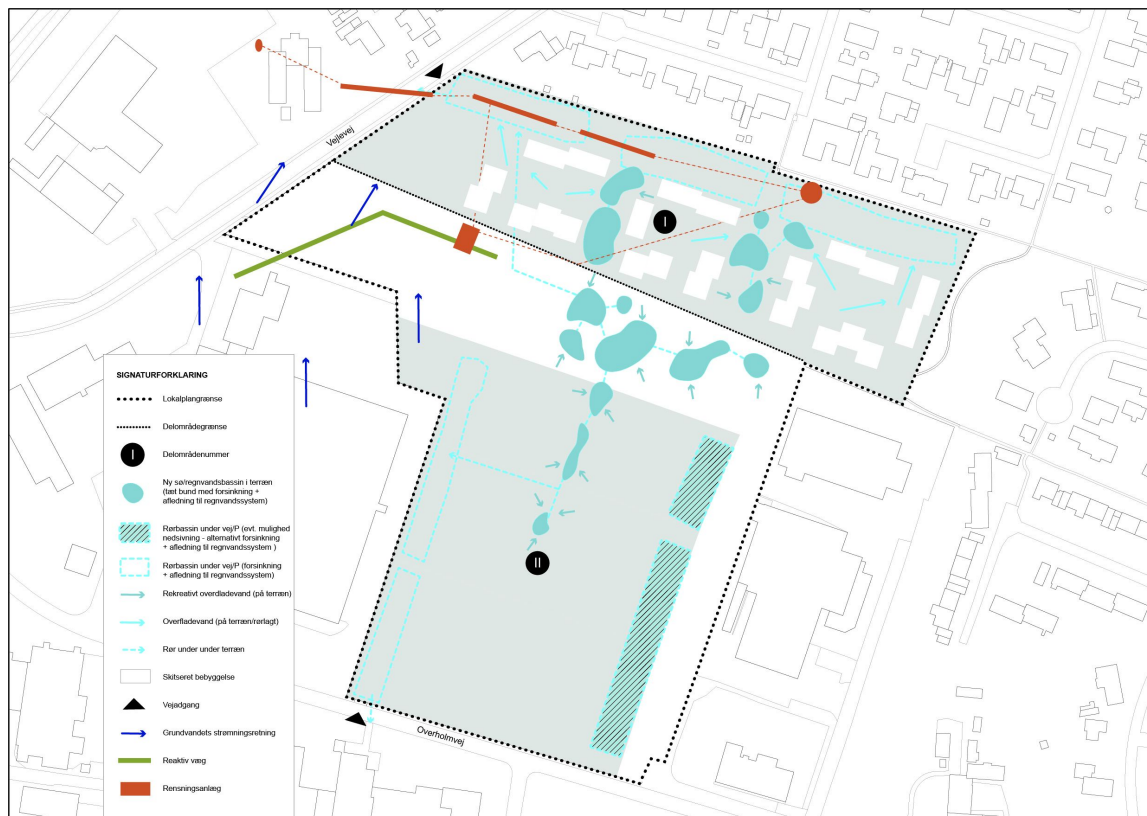 Vejlevej
I
II
Overholmvej
SIGNATURFORKLARING
Lokalplangrænse
Delområdegrænse
I
Delområdenummer
Ny sø/regnvandsbassin i terræn
(tæt bund med forsinkning +
afledning til regnvandssystem)
Rørbassin under vej/P (evt. mulighed
nedsivning - alternativt forsinkning
+ afledning til regnvandssystem )
Rørbassin under vej/P (forsinkning
+ afledning til regnvandssystem)
Rekreativt overdladevand (på terræn)
Overfladevand (på terræn/rørlagt)
Rør under under terræn
Skitseret bebyggelse
Vejadgang
Grundvandets strømningsretning
Reaktiv væg
Rensningsanlæg